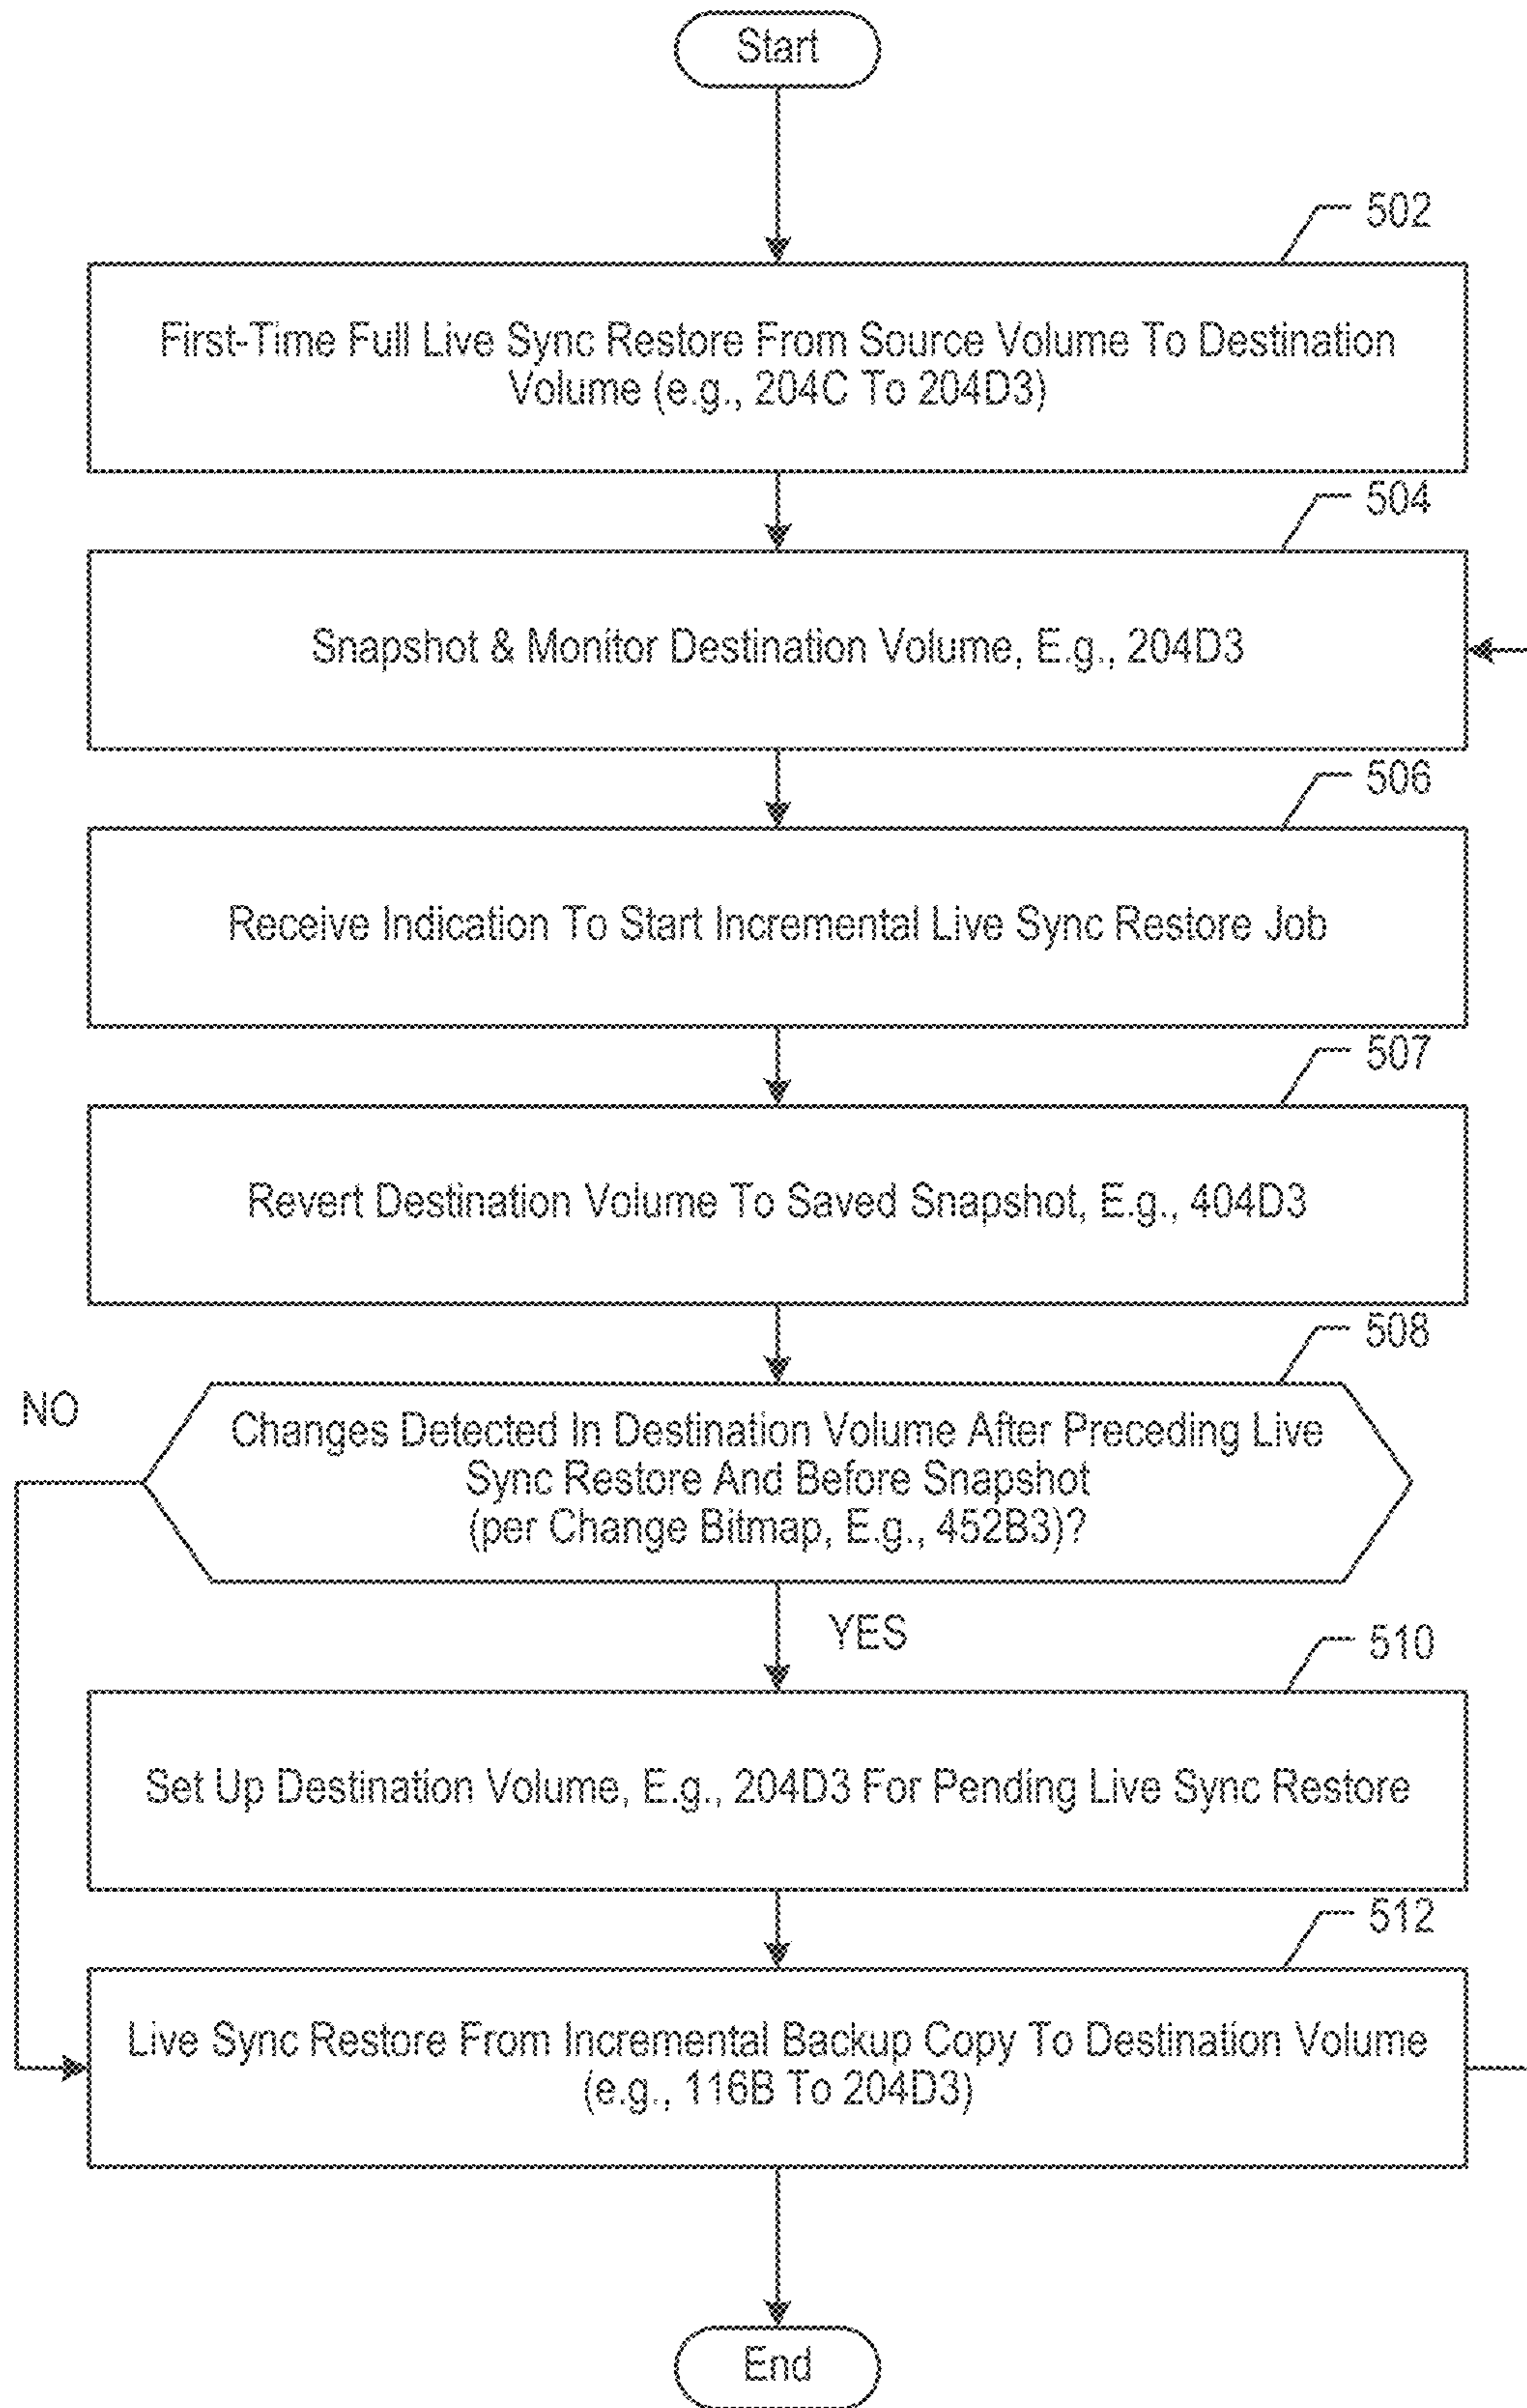 Start
502
First-Time Full Live Sync Restore From Source Volume To Destination
Volume (e.g., 204C To 204D3)
504
Snapshot & Monitor Destination Volume, E.g., 204D3
506
Receive Indication To Start Incremental Live Sync Restore Job
507
Revert Destination Volume To Saved Snapshot, E.g., 404D3
508
NO
Changes Detected In Destination Volume After Preceding Live
Sync Restore And Before Snapshot
(per Change Bitmap, E.g., 452B3)?
YES
510
Set Up Destination Volume, E.g., 204D3 For Pending Live Sync Restore
512
Live Sync Restore From Incremental Backup Copy To Destination Volume
(e.g., 116B To 204D3)
End